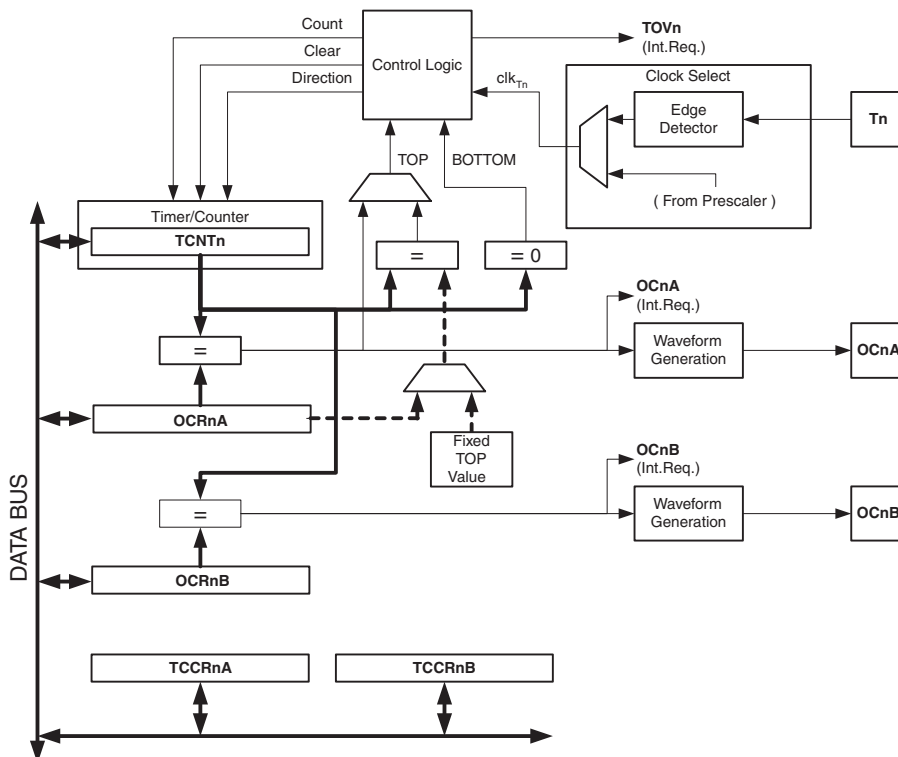 Count
Clear
Direction
Control Logic
TOVn
(Int.Req.)
clkTn
Clock Select
Edge
Detector
Tn
( From Prescaler )
TOP
BOTTOM
Timer/Counter
TCNTn
=
= 0
OCnA
(Int.Req.)
=
Waveform
Generation
OCnA
OCRnA
Fixed
TOP
Value
OCnB
(Int.Req.)
=
Waveform
Generation
OCnB
OCRnB
DATA BUS
TCCRnA
TCCRnB